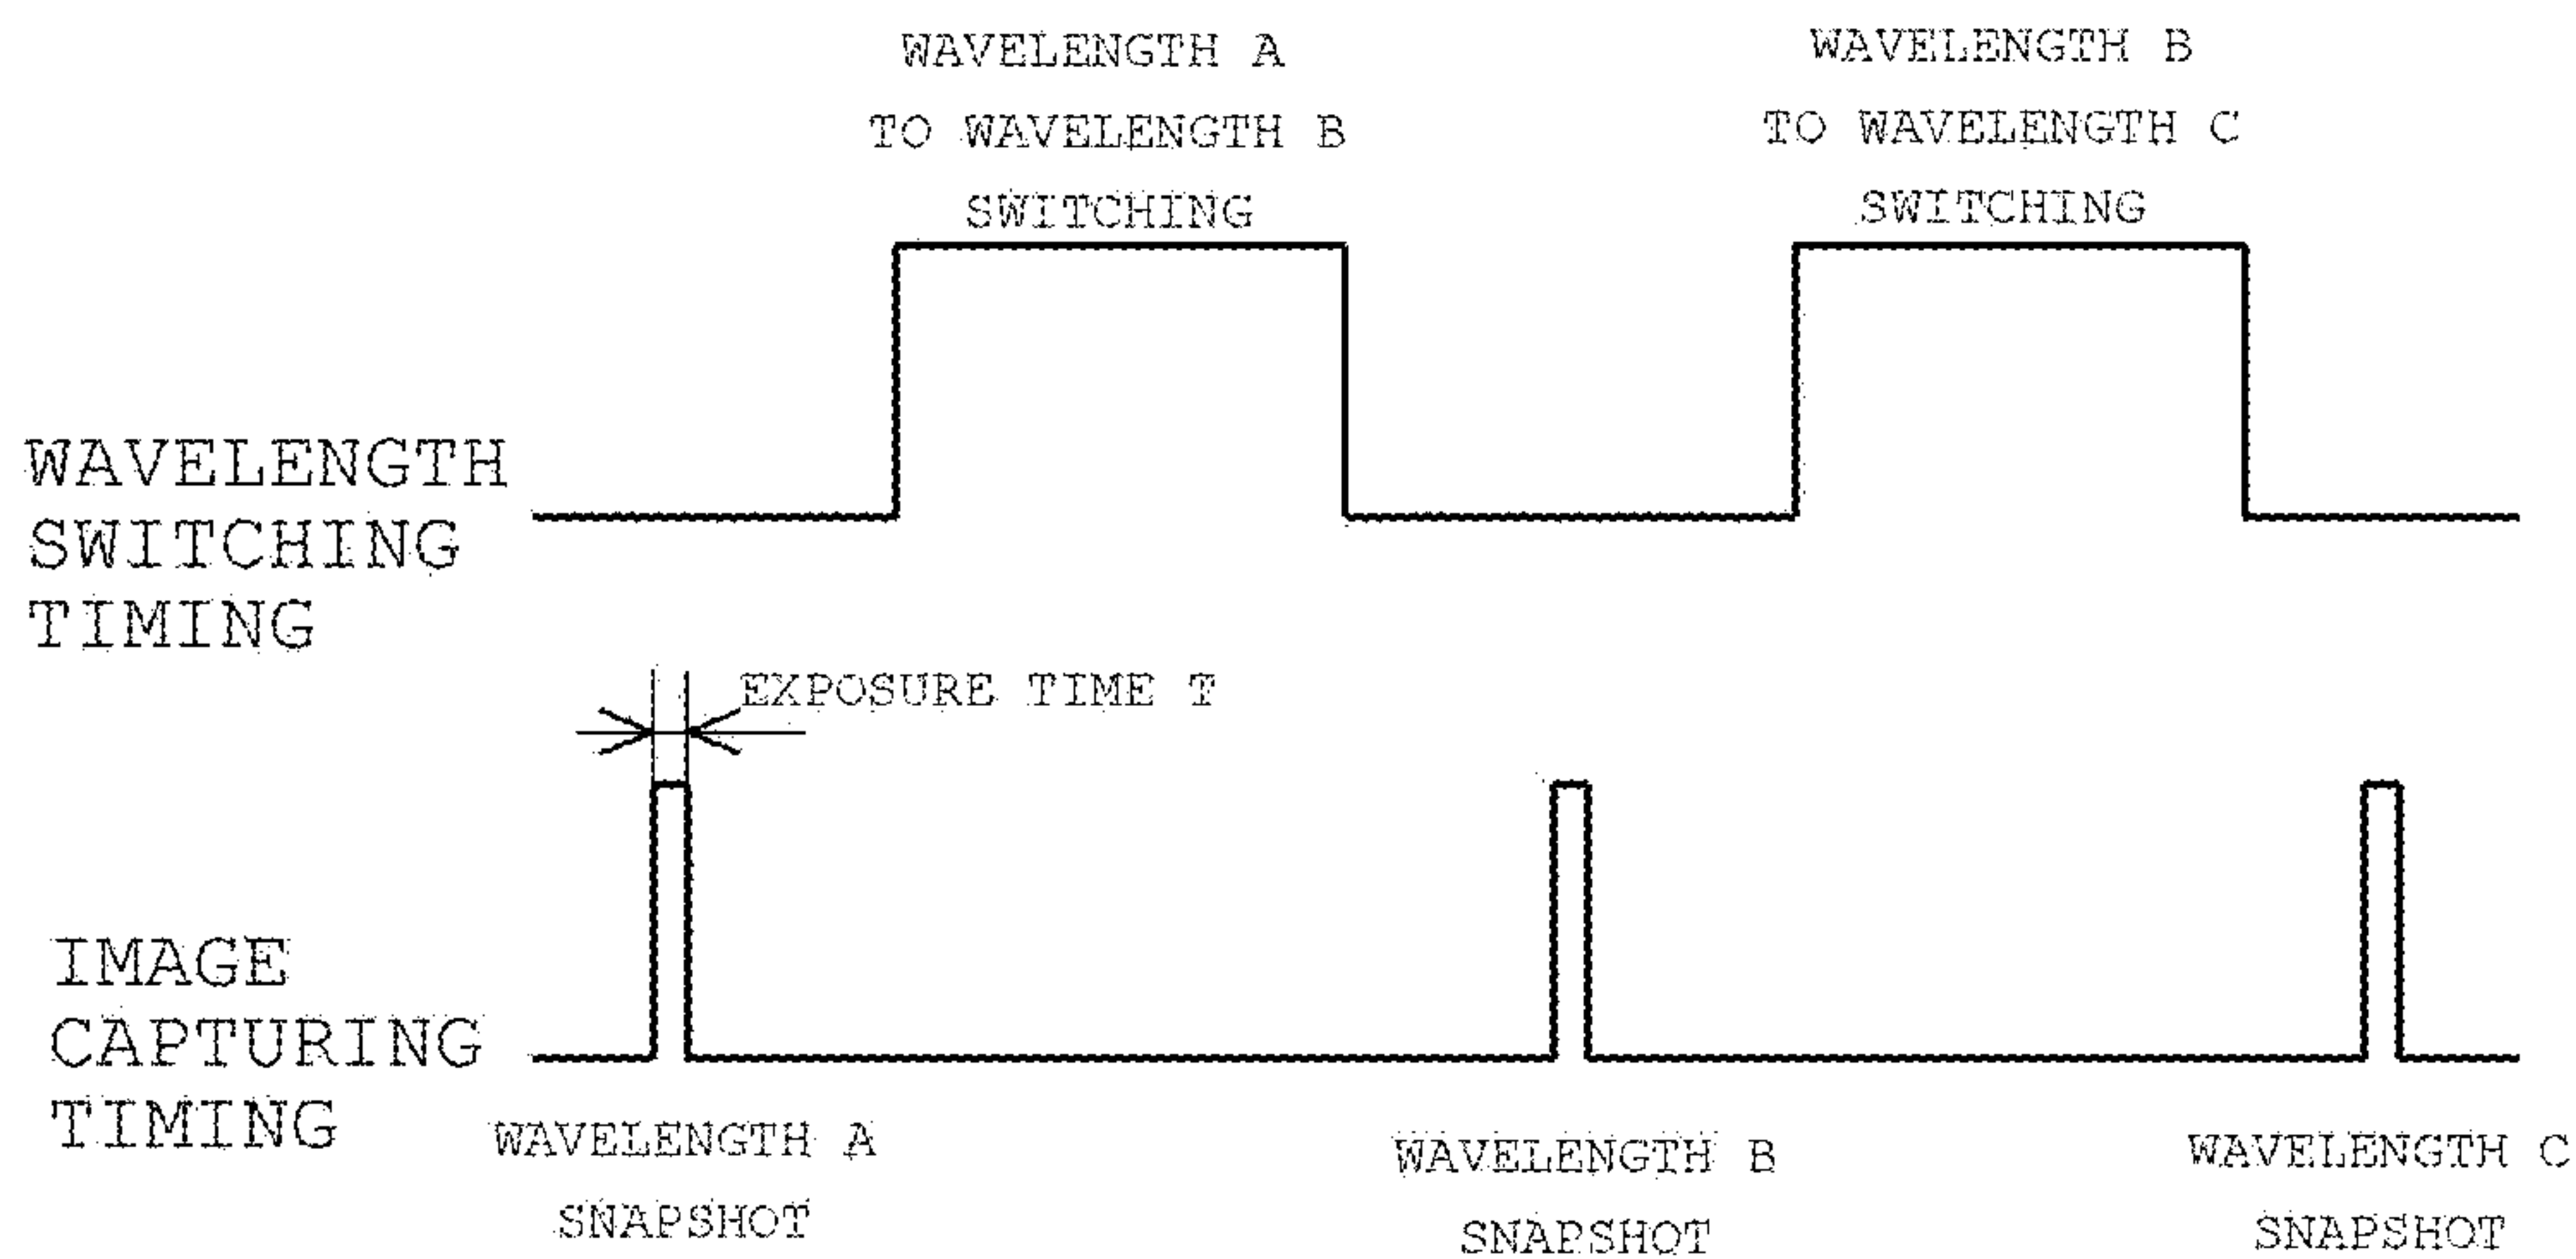 WAVELENGTH A
TO WAVELENGTH B
SWITCHING
WAVELENGTH B
TO WAVELENGTH C
SWITCHING
WAVELENGTH
SWITCHING
TIMING
EXPOSURE TIME T
IMAGE
CAPTURING
TIMING
WAVELENGTH A
SNAPSHOT
WAVELENGTH B
SNAPSHOT
WAVELENGTH C
SNAPSHOT